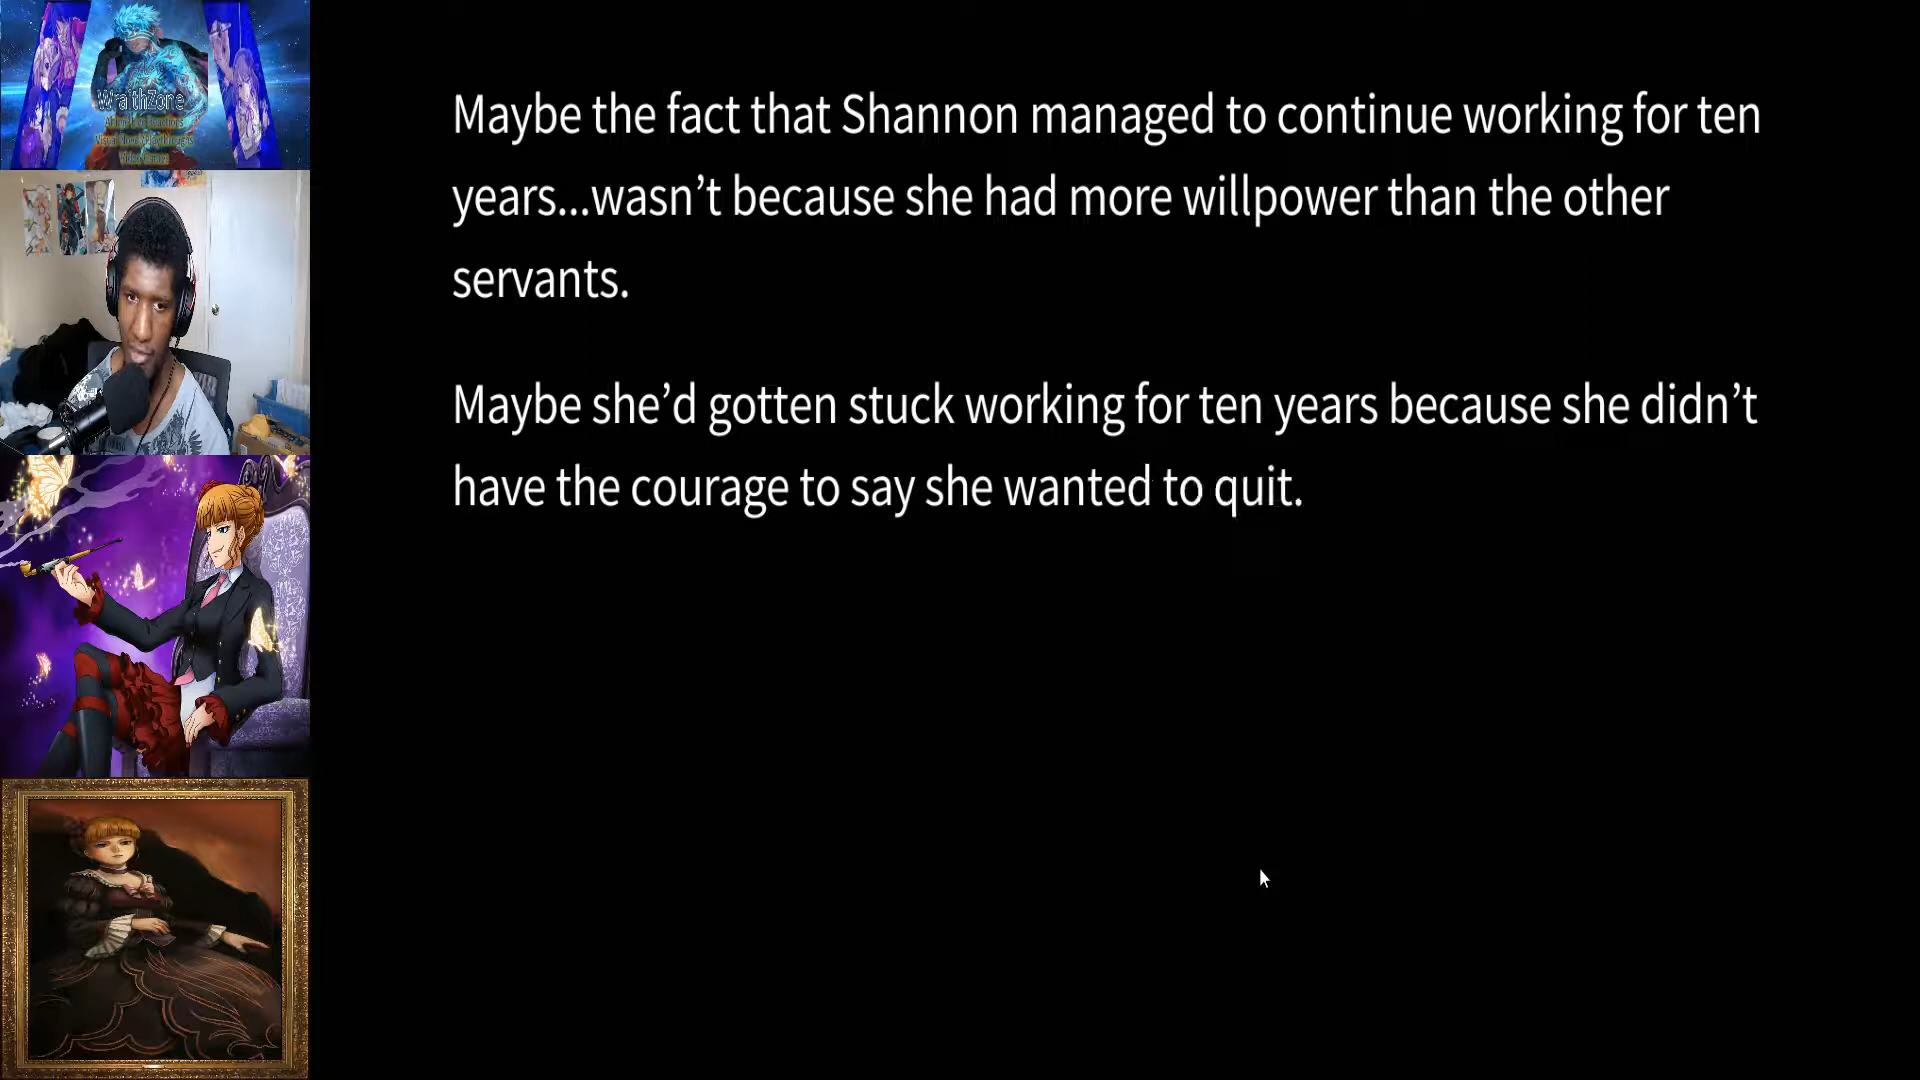 WraithZone
Maybe the fact that Shannon managed to continue working for ten
years...wasn’t because she had more willpower than the other
servants.
Maybe she’d gotten stuck working for ten years because she didn’t
have the courage to say she wanted to quit.